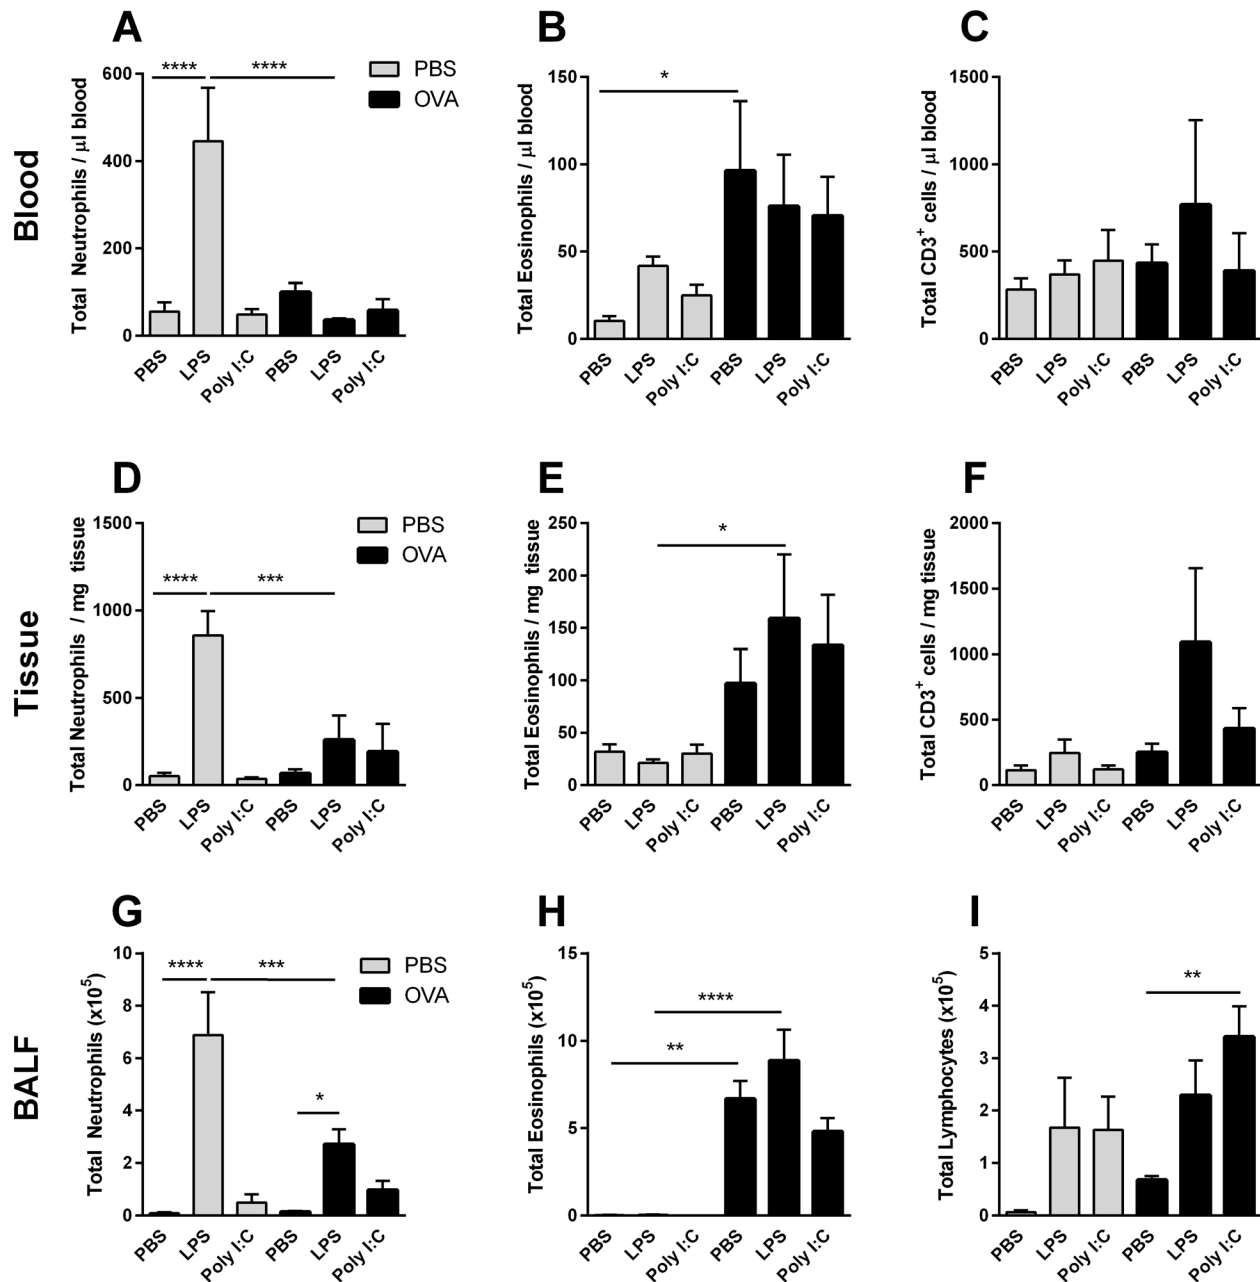 A
Total Neutrophils / µl blood
600
400
200
0
****
****
PBS
OVA
PBS
LPS
Poly I:C
PBS
LPS
Poly I:C
B
Total Eosinophils / µl blood
150
100
50
0
*
PBS
LPS
Poly I:C
PBS
LPS
Poly I:C
C
Total CD3+ cells / µl blood
1500
1000
500
0
PBS
LPS
Poly I:C
PBS
LPS
Poly I:C
Blood
D
Total Neutrophils / mg tissue
1500
1000
500
0
****
***
PBS
OVA
PBS
LPS
Poly I:C
PBS
LPS
Poly I:C
E
Total Eosinophils / mg tissue
250
200
150
100
50
0
*
PBS
LPS
Poly I:C
PBS
LPS
Poly I:C
F
Total CD3+ cells / mg tissue
2000
1500
1000
500
0
PBS
LPS
Poly I:C
PBS
LPS
Poly I:C
Tissue
G
Total Neutrophils (x10^5)
10
8
6
4
2
0
****
***
*
PBS
OVA
PBS
LPS
Poly I:C
PBS
LPS
Poly I:C
H
Total Eosinophils (x10^5)
15
10
5
0
**
****
PBS
LPS
Poly I:C
PBS
LPS
Poly I:C
I
Total Lymphocytes (x10^5)
5
4
3
2
1
0
**
PBS
LPS
Poly I:C
PBS
LPS
Poly I:C
BALF